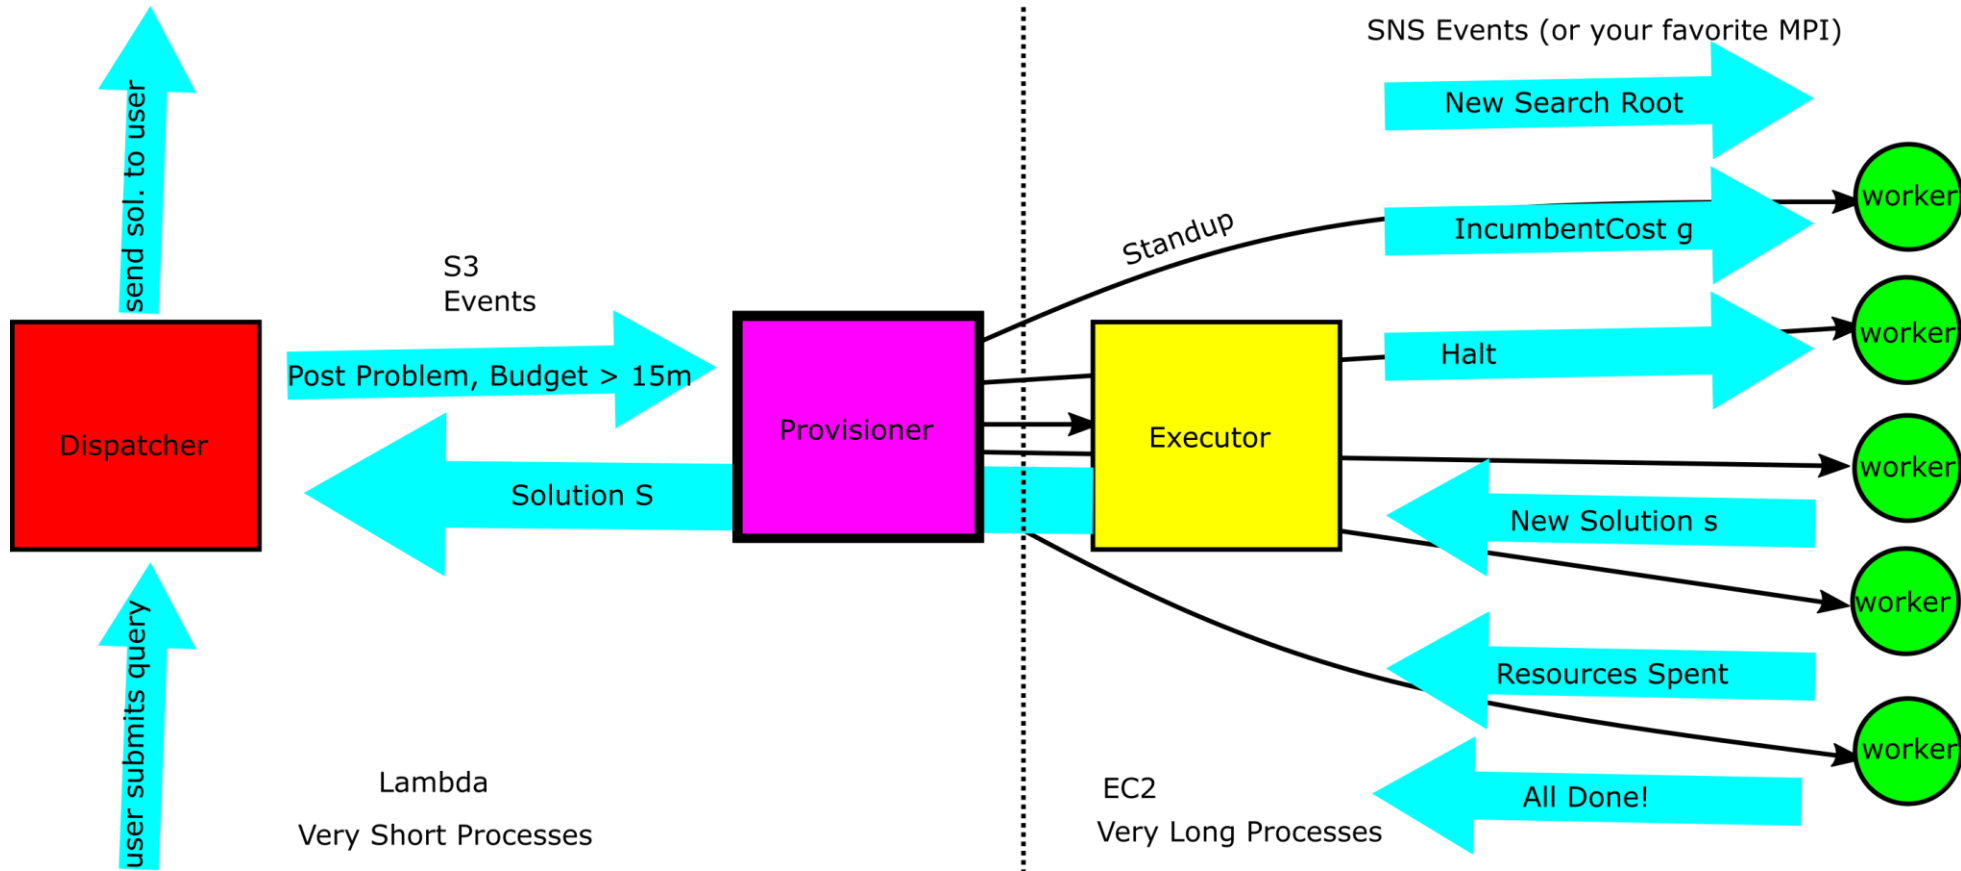 SNS Events (or your favorite MPI)
New Search Root
send sol. to user
worker
Standup
IncumbentCost g
S3
Events
worker
Halt
Post Problem, Budget > 15m
Dispatcher
Provisioner
Executor
worker
Solution S
New Solution s
worker
user submits query
Resources Spent
worker
Lambda
EC2
All Done!
Very Short Processes
Very Long Processes